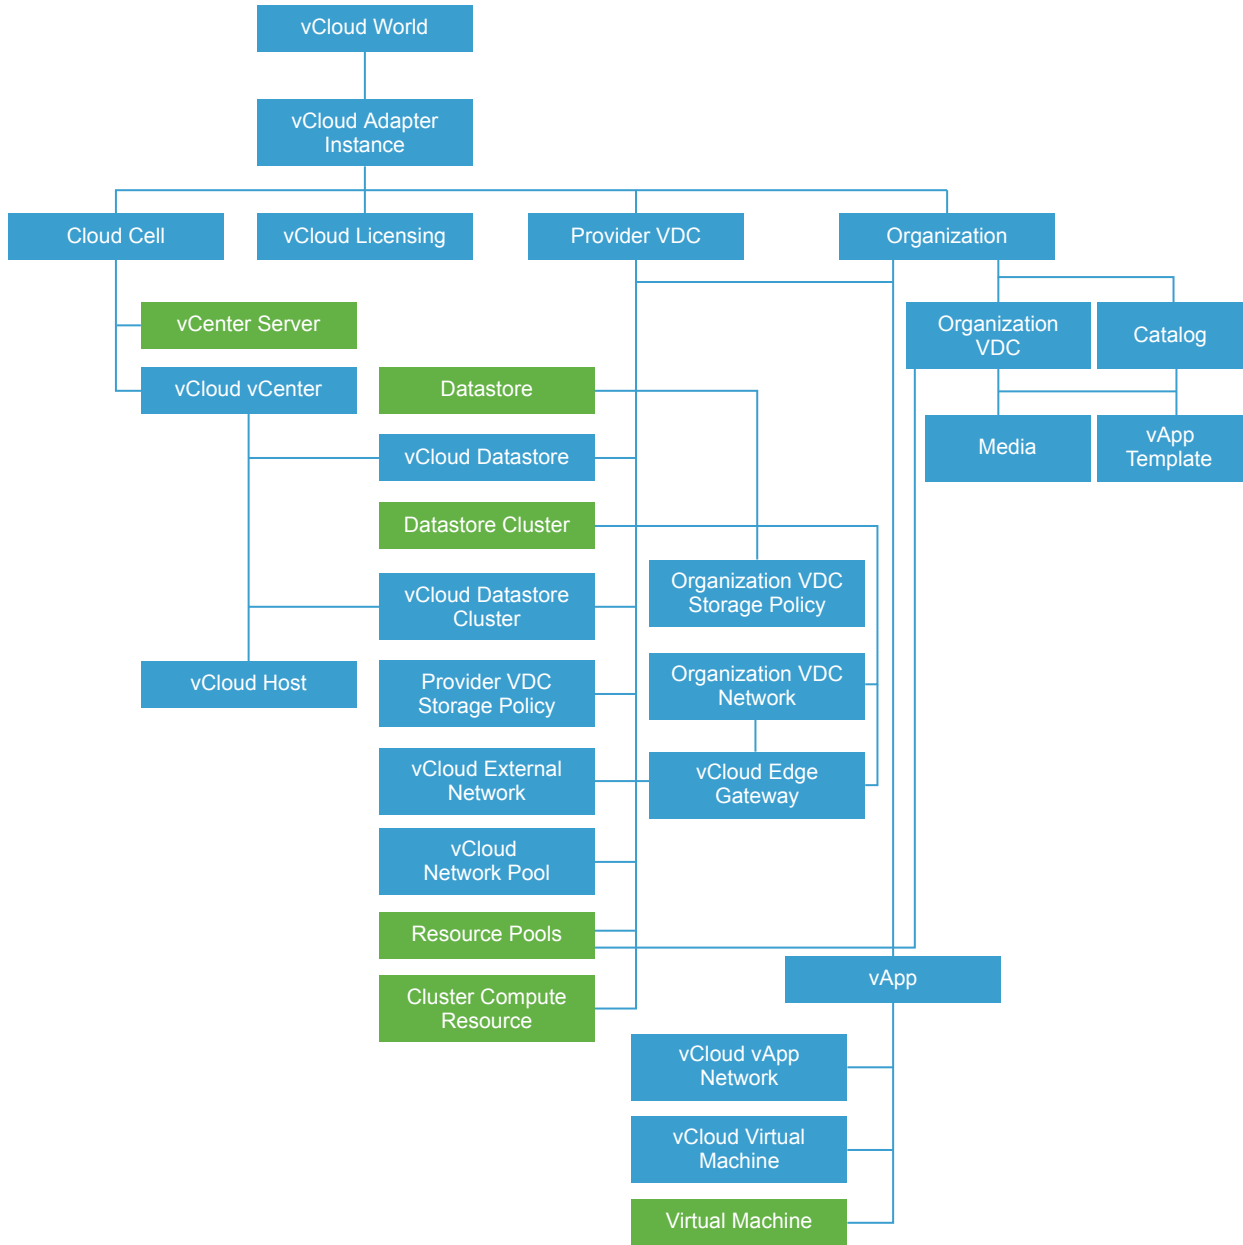 vCloud World
vCloud Adapter
Instance
Cloud Cell
vCloud Licensing
Provider VDC
Organization
vCenter Server
Organization
VDC
Catalog
vCloud vCenter
Datastore
vCloud Datastore
Media
vApp
Template
Datastore Cluster
vCloud Datastore
Cluster
Organization VDC
Storage Policy
vCloud Host
Provider VDC
Storage Policy
Organization VDC
Network
vCloud External
Network
vCloud Edge
Gateway
vCloud
Network Pool
Resource Pools
vApp
Cluster Compute
Resource
vCloud vApp
Network
vCloud Virtual
Machine
Virtual Machine